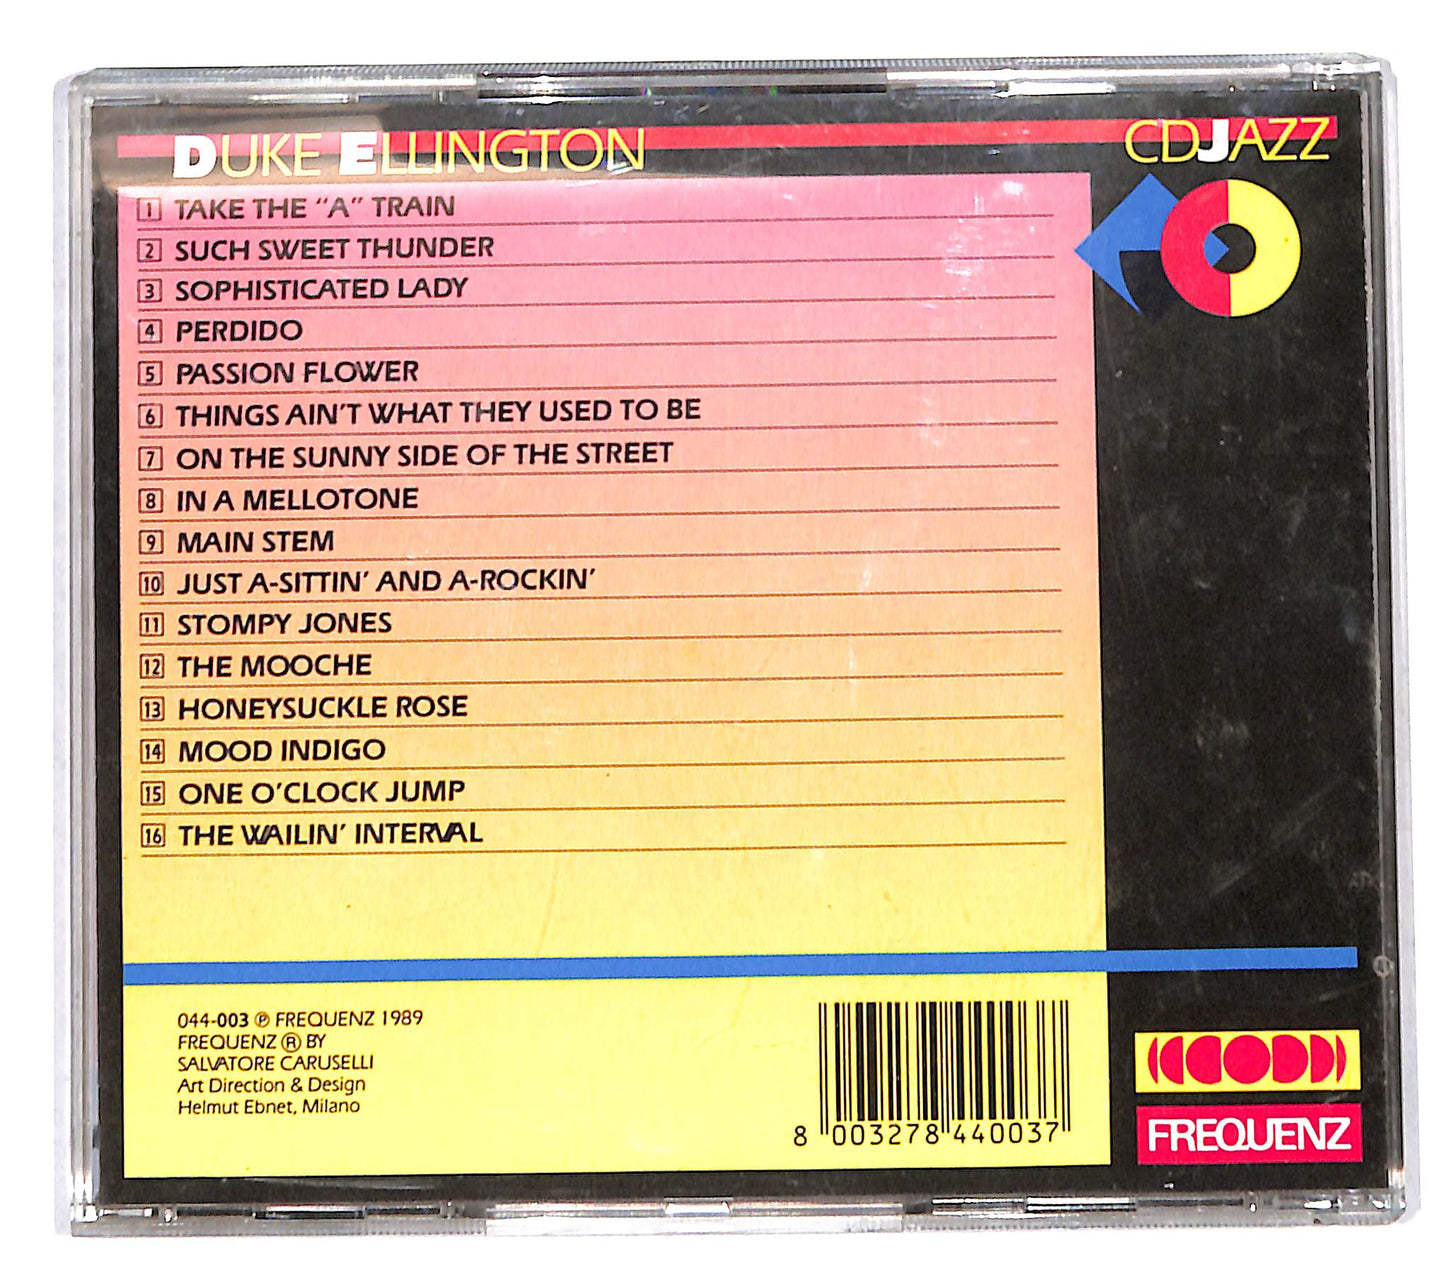 DUKE ELLINGTON
CDJAZZ
1 TAKE THE "A" TRAIN
2 SUCH SWEET THUNDER
3 SOPHISTICATED LADY
4 PERDIDO
5 PASSION FLOWER
6 THINGS AIN'T WHAT THEY USED TO BE
7 ON THE SUNNY SIDE OF THE STREET
8 IN A MELLOTONE
9 MAIN STEM
10 JUST A-SITTIN' AND A-ROCKIN'
11 STOMPY JONES
12 THE MOOCHE
13 HONEYSUCKLE ROSE
14 MOOD INDIGO
15 ONE O'CLOCK JUMP
16 THE WAILIN' INTERVAL
044-003 ℗ FREQUENZ 1989
FREQUENZ ® BY
SALVATORE CARUSELLI
Art Direction & Design
Helmut Ebnet, Milano
8 003278 440037
FREQUENZ